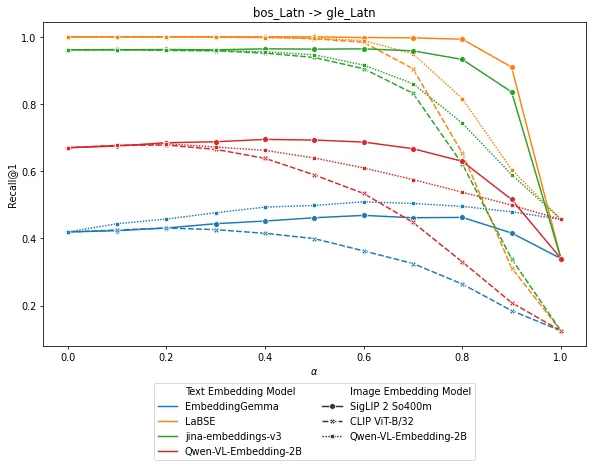 bos_Latn -> gle_Latn
Recall@1
1.0
0.8
0.6
0.4
0.2
0.0 0.2 0.4 0.6 0.8 1.0
α
Text Embedding Model Image Embedding Model
EmbeddingGemma SigLIP 2 So400m
LaBSE CLIP ViT-B/32
jina-embeddings-v3 Qwen-VL-Embedding-2B
Qwen-VL-Embedding-2B